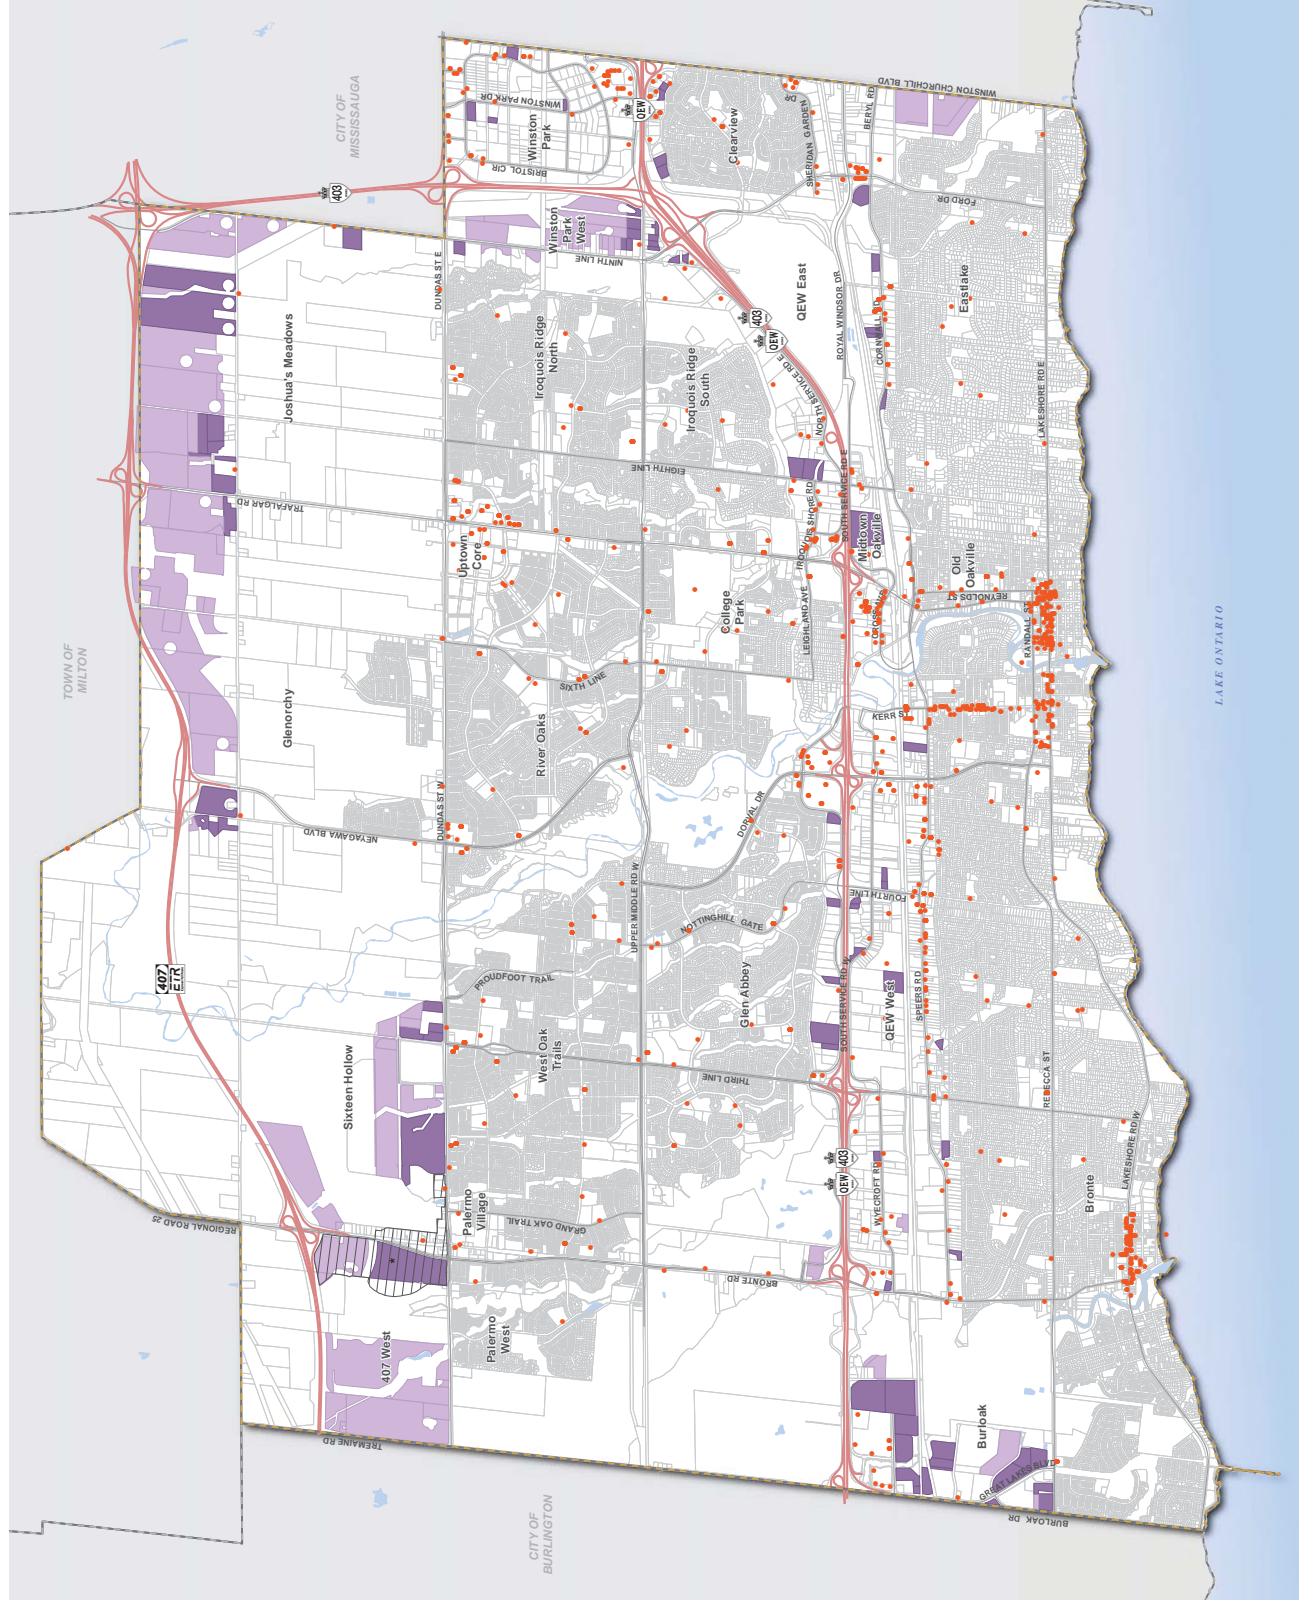 CITY OF
MISSISSAUGA
TOWN OF
MILTON
CITY OF
BURLINGTON
LAKE ONTARIO
WINSTON CHURCHILL BLVD
WINSTON PARK DR
Winston
Park
BRISTOL CIR
QEW
403
Clearview
SHERIDAN GARDEN
DR
BERYL RD
FORD DR
Winston
Park
West
NINTH LINE
DUNDAS ST E
Joshua's Meadows
Iroquois Ridge
North
Iroquois Ridge
South
QEW East
403
QEW
ROYAL WINDSOR DR
CORNWALL RD
Eastlake
LAKESHORE RD E
NORTH SERVICE RD E
EIGHTH LINE
TRAFALGAR RD
Uptown
Core
IROQUOIS SHORE RD
SOUTH SERVICE RD E
Midtown
Oakville
Old
Oakville
REYNOLDS ST
RANDALL ST
CROSS AVE
LEIGHLAND AVE
College
Park
SIXTH LINE
River Oaks
Glenorchy
KERR ST
DORVAL DR
DUNDAS ST W
NEYAGAWA BLVD
UPPER MIDDLE RD W
NOTTINGHILL GATE
FOURTH LINE
407
ETR
PROUDFOOT TRAIL
Glen Abbey
SOUTH SERVICE RD W
QEW West
SPEERS RD
West Oak
Trails
Sixteen Hollow
THIRD LINE
REBECCA ST
LAKESHORE RD W
403
QEW
WYECROFT RD
Bronte
Palermo
Village
GRAND OAK TRAIL
REGIONAL ROAD 25
*
BRONTE RD
407 West
Palermo
West
TREMAINE RD
Burloak
GREAT LAKES BLVD
BURLOAK DR